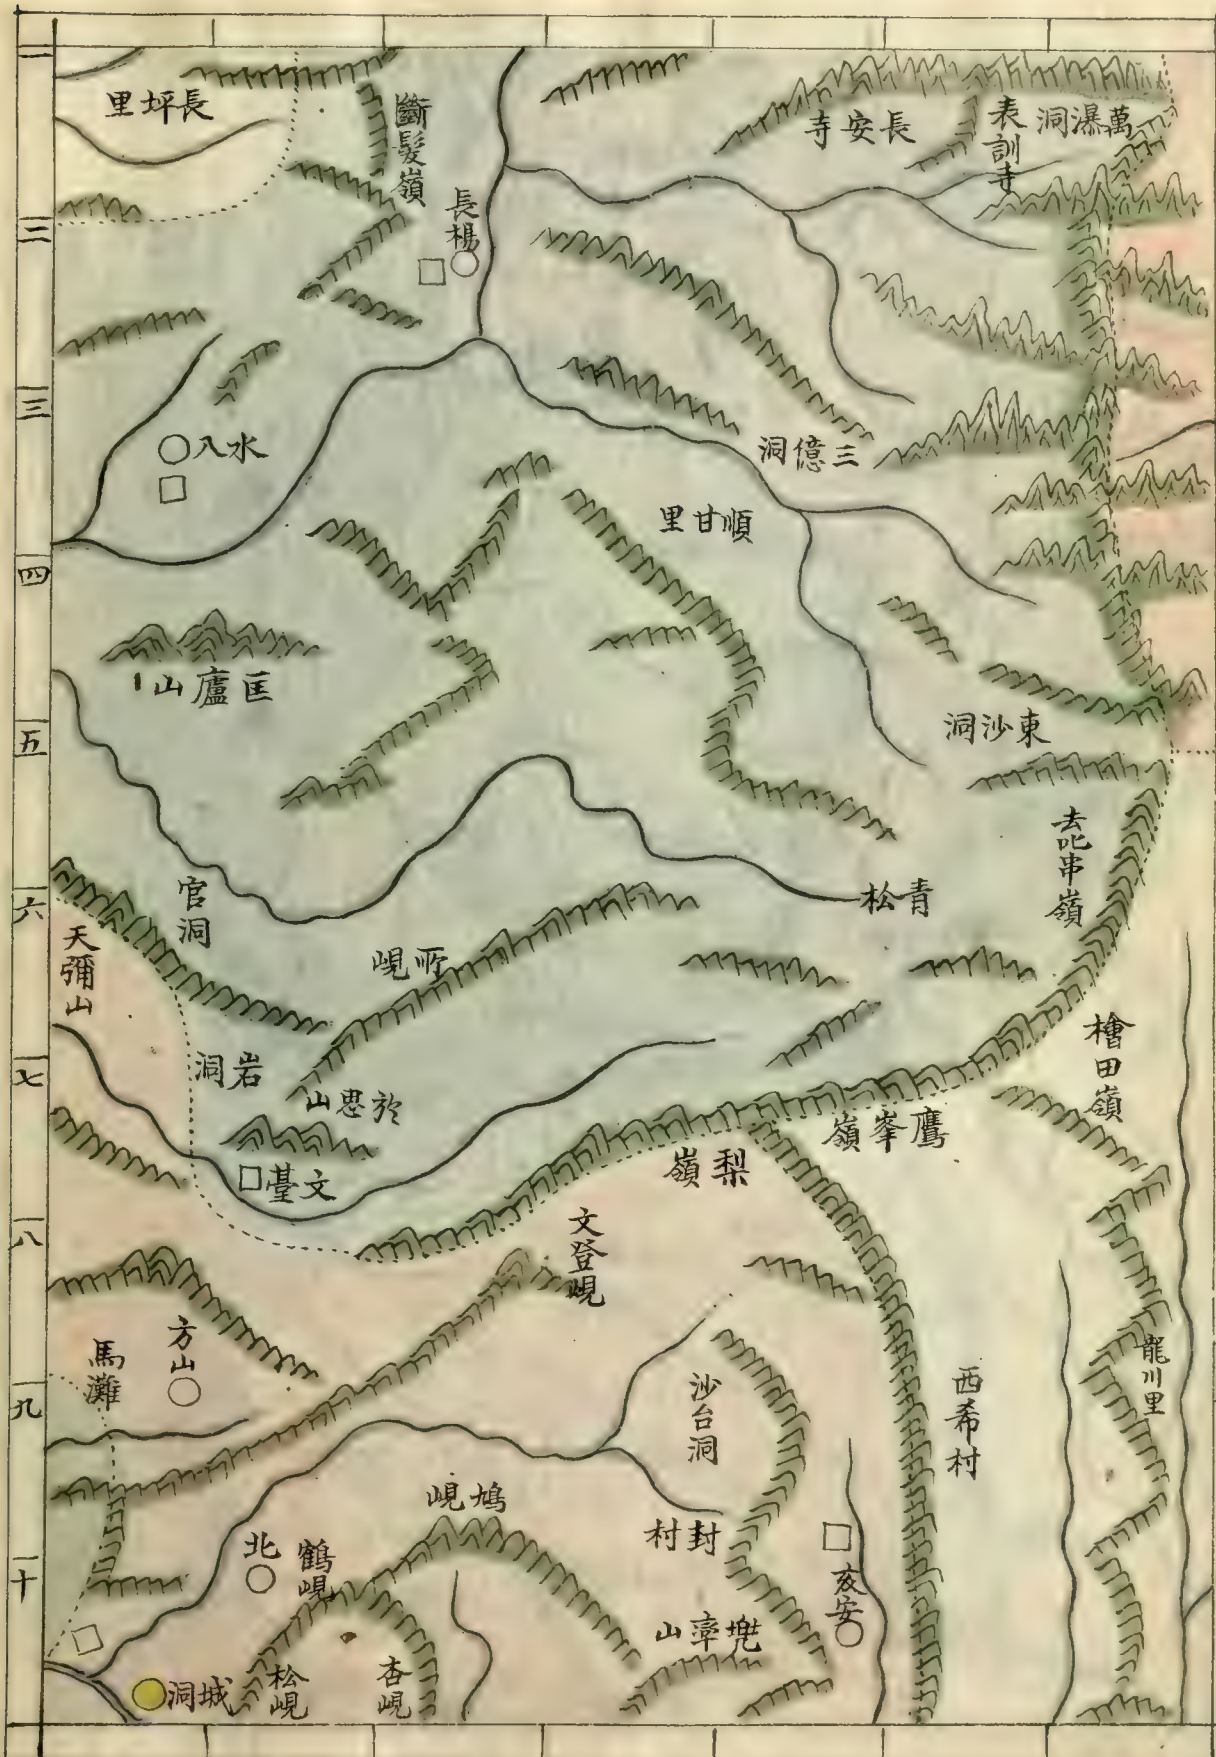 一
二
三
四
五
六
七
八
九
十
萬瀑洞
表訓寺
長安寺
斷髮嶺
長坪里
長楊
水入
三億洞
順甘里
匡廬山
東沙洞
去叱串嶺
青松
官洞
所峴
天彌山
檜田嶺
岩洞
於思山
鷹峯嶺
梨嶺
文臺
文登峴
龍川里
西希村
沙台洞
方山
馬灘
鳩峴
封村
北
鶴峴
亥安
杏峴
松峴
城洞